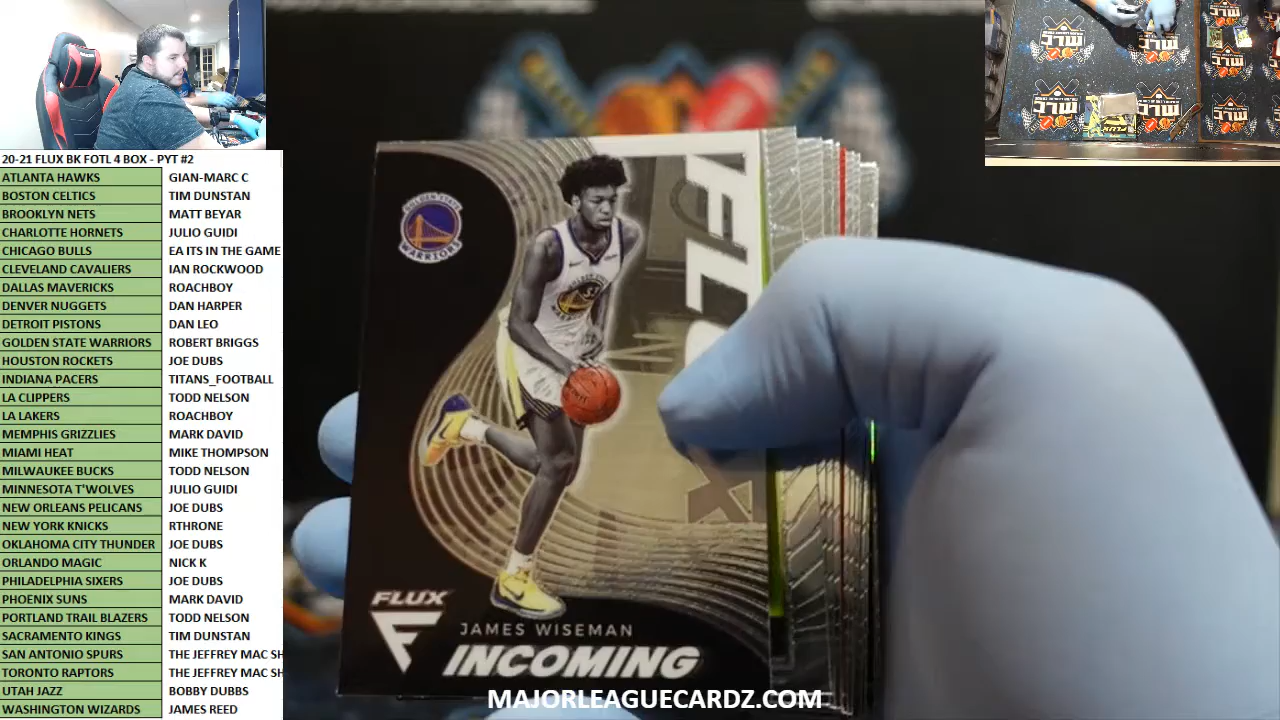 20-21 FLUX BK FOTL 4 BOX - PYT #2
ATLANTA HAWKS GIAN-MARC C
BOSTON CELTICS TIM DUNSTAN
BROOKLYN NETS MATT BEYAR
CHARLOTTE HORNETS JULIO GUIDI
CHICAGO BULLS EA ITS IN THE GAME
CLEVELAND CAVALIERS IAN ROCKWOOD
DALLAS MAVERICKS ROACHBOY
DENVER NUGGETS DAN HARPER
DETROIT PISTONS DAN LEO
GOLDEN STATE WARRIORS ROBERT BRIGGS
HOUSTON ROCKETS JOE DUBS
INDIANA PACERS TITANS_FOOTBALL
LA CLIPPERS TODD NELSON
LA LAKERS ROACHBOY
MEMPHIS GRIZZLIES MARK DAVID
MIAMI HEAT MIKE THOMPSON
MILWAUKEE BUCKS TODD NELSON
MINNESOTA T'WOLVES JULIO GUIDI
NEW ORLEANS PELICANS JOE DUBS
NEW YORK KNICKS RTHRONE
OKLAHOMA CITY THUNDER JOE DUBS
ORLANDO MAGIC NICK K
PHILADELPHIA SIXERS JOE DUBS
PHOENIX SUNS MARK DAVID
PORTLAND TRAIL BLAZERS TODD NELSON
SACRAMENTO KINGS TIM DUNSTAN
SAN ANTONIO SPURS THE JEFFREY MAC SH
TORONTO RAPTORS THE JEFFREY MAC SH
UTAH JAZZ BOBBY DUBBS
WASHINGTON WIZARDS JAMES REED
GOLDEN STATE
WARRIORS
FLUX
JAMES WISEMAN
INCOMING
MAJORLEAGUECARDZ.COM